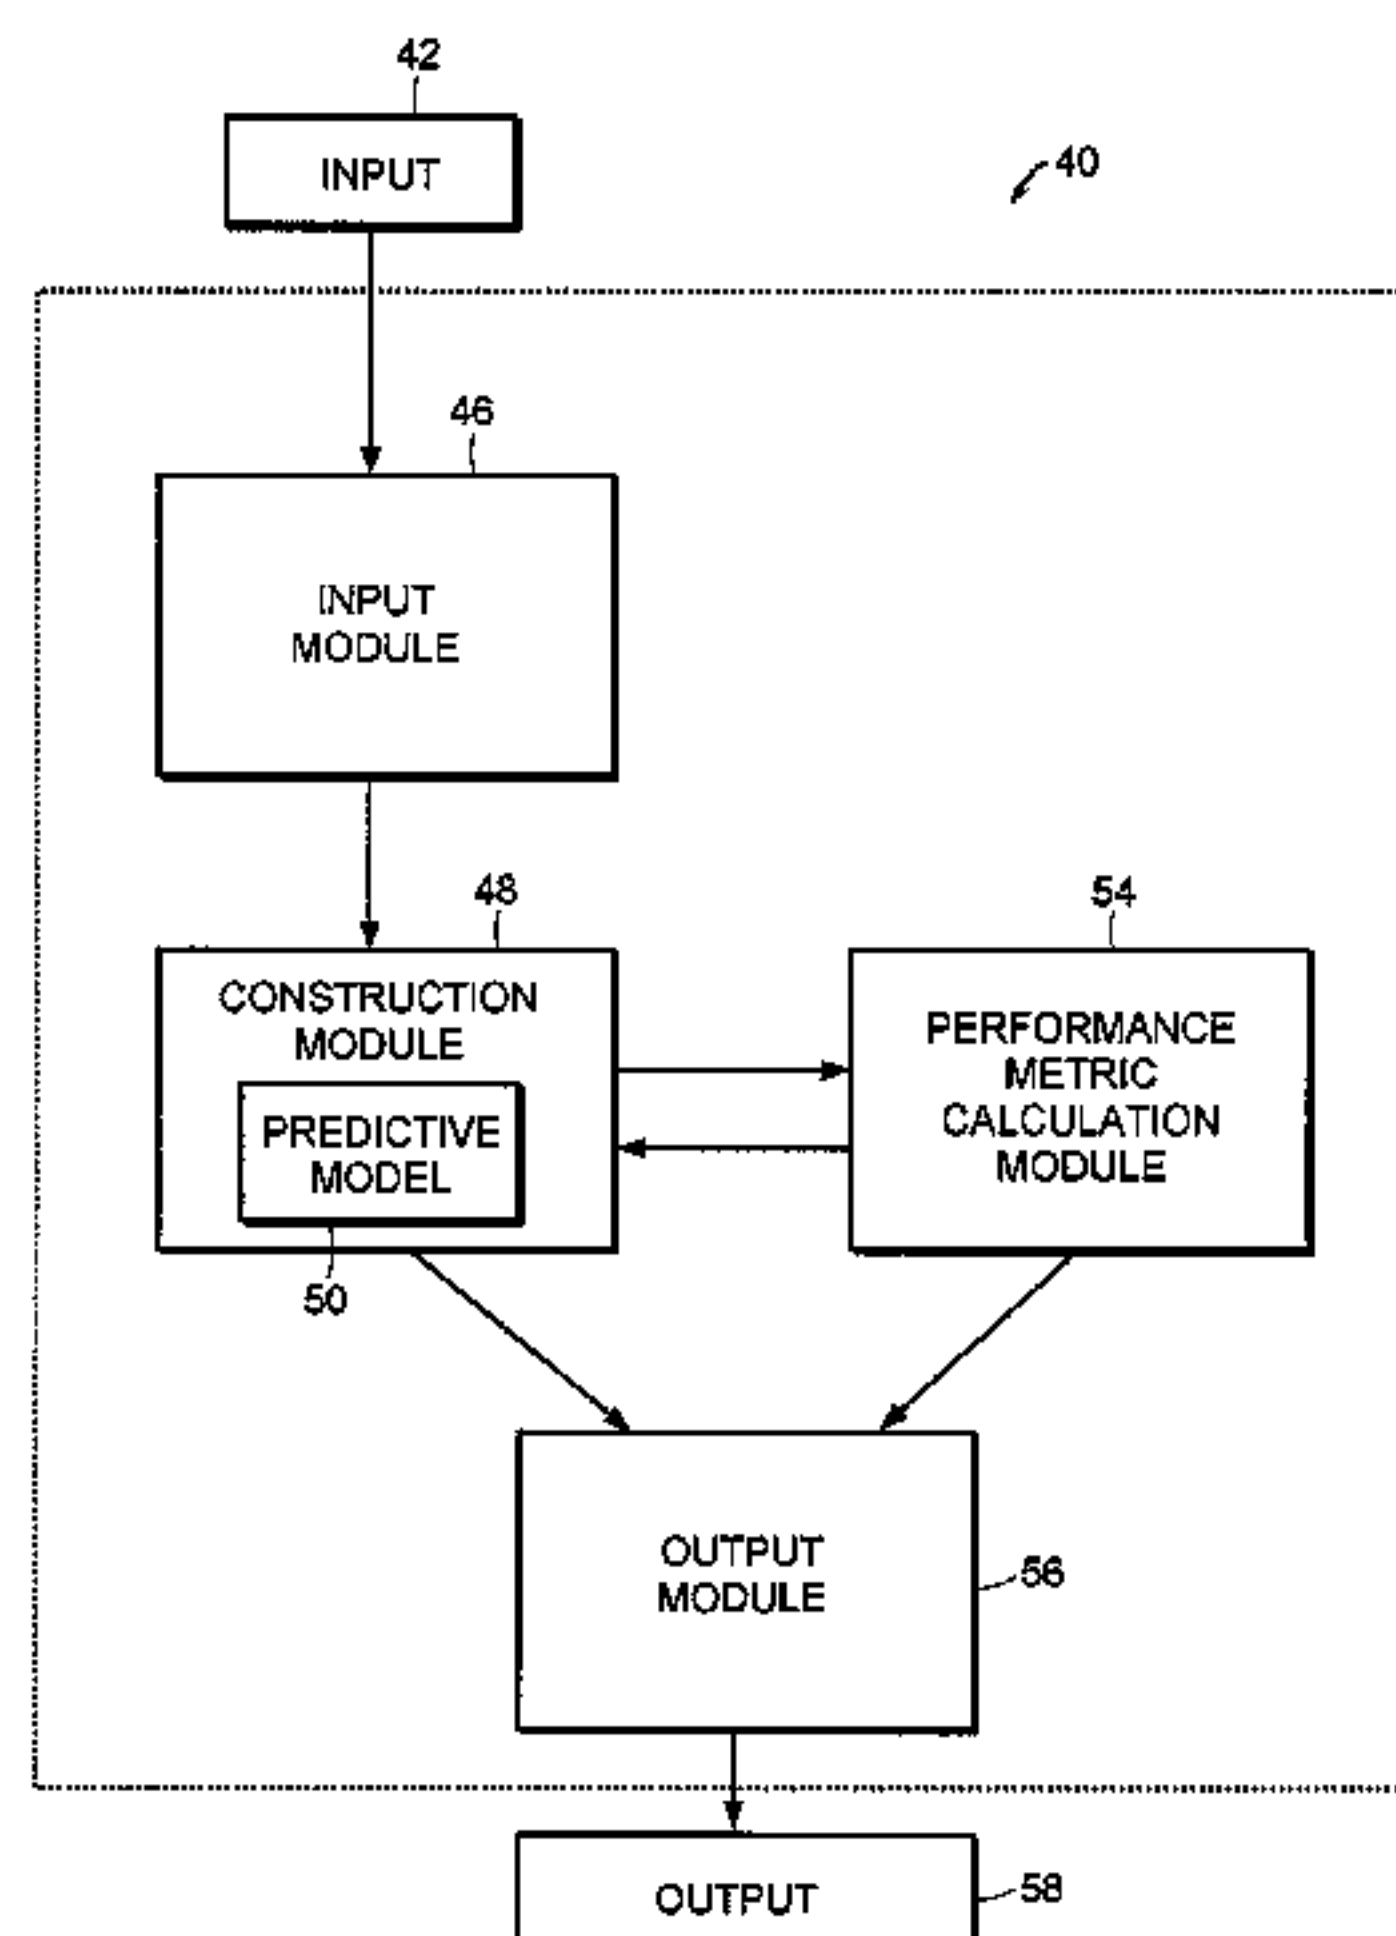 42
INPUT
40
46
INPUT
MODULE
48
54
CONSTRUCTION
MODULE
PERFORMANCE
METRIC
CALCULATION
MODULE
PREDICTIVE
MODEL
50
OUTPUT
MODULE
56
OUTPUT
58